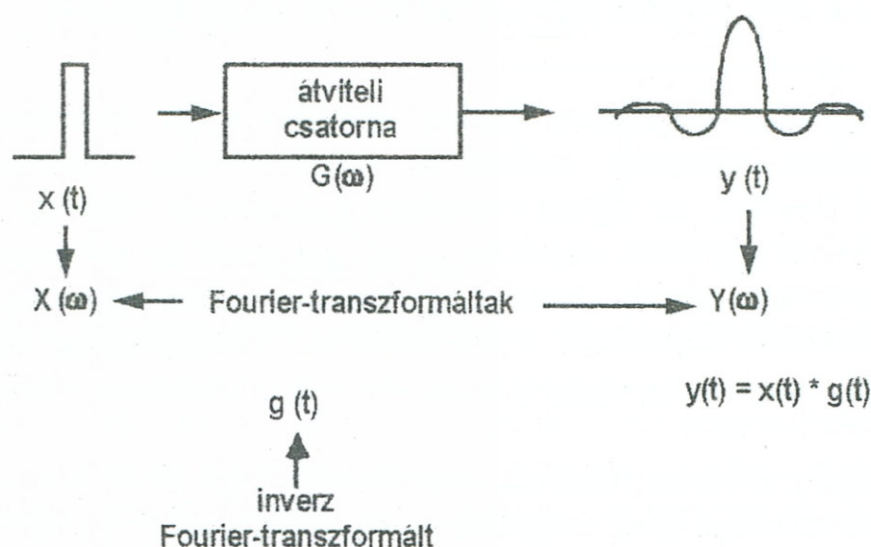 átviteli
csatorna
G(ω)
x (t)
y (t)
X(ω)
Fourier-transzformáltak
Y(ω)
g (t)
y(t) = x(t) * g(t)
inverz
Fourier-transzformált